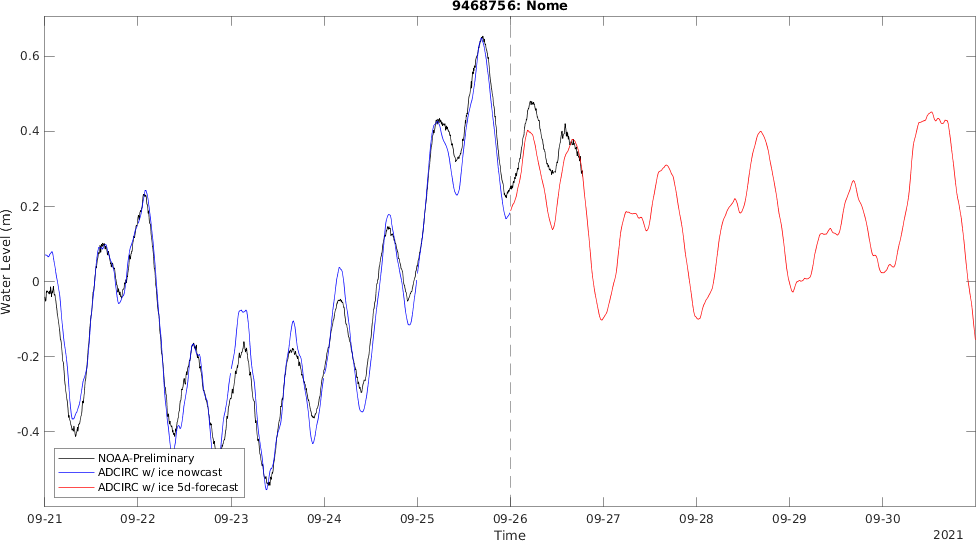 9468756: Nome
0.6
0.4
0.2
0
-0.2
-0.4
Water Level (m)
NOAA-Preliminary
ADCIRC w/ ice nowcast
ADCIRC w/ ice 5d-forecast
09-21 09-22 09-23 09-24 09-25 09-26 09-27 09-28 09-29 09-30
Time
2021